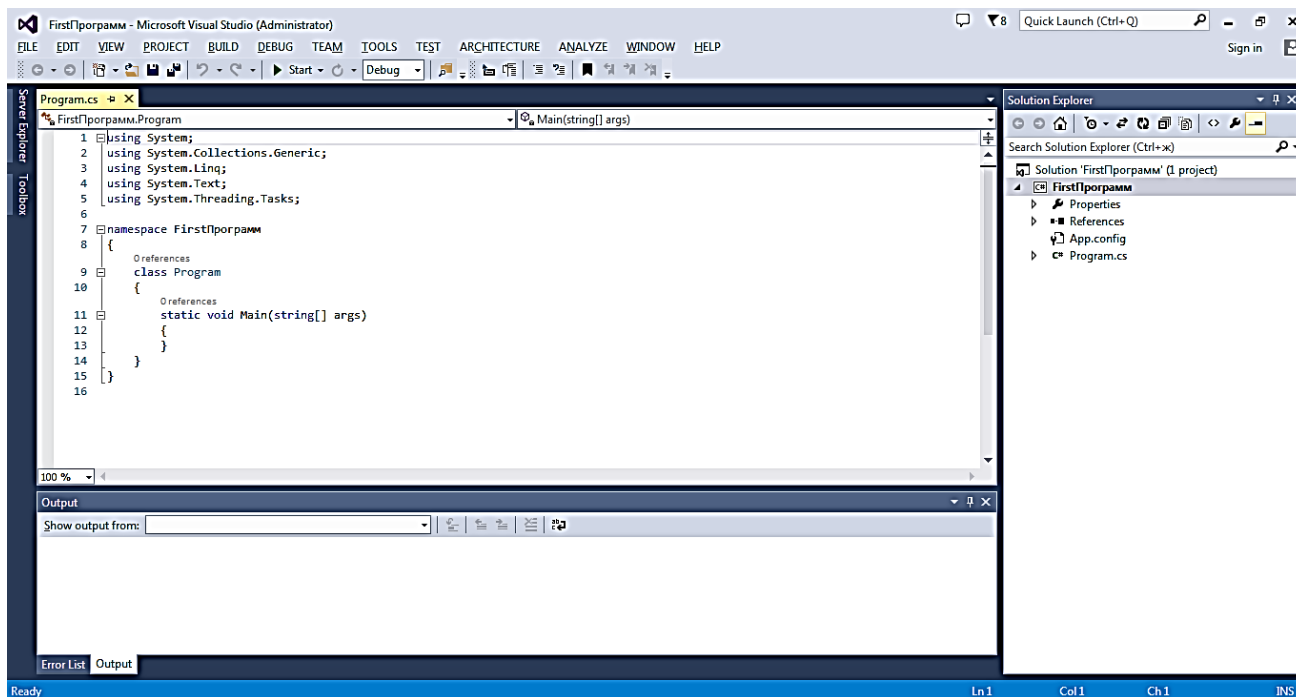 FirstПрограмм - Microsoft Visual Studio (Administrator)
8
Quick Launch (Ctrl+Q)
FILE EDIT VIEW PROJECT BUILD DEBUG TEAM TOOLS TEST ARCHITECTURE ANALYZE WINDOW HELP
Sign in
Start Debug
Server Explorer
Toolbox
Program.cs
FirstПрограмм.Program
Main(string[] args)
1 using System;
2 using System.Collections.Generic;
3 using System.Linq;
4 using System.Text;
5 using System.Threading.Tasks;
6
7 namespace FirstПрограмм
8 {
0 references
9 class Program
10 {
0 references
11 static void Main(string[] args)
12 {
13 }
14 }
15 }
16
100 %
Output
Show output from:
Error List Output
Solution Explorer
Search Solution Explorer (Ctrl+ж)
Solution 'FirstПрограмм' (1 project)
C# FirstПрограмм
Properties
References
App.config
C# Program.cs
Ready
Ln 1 Col 1 Ch 1 INS